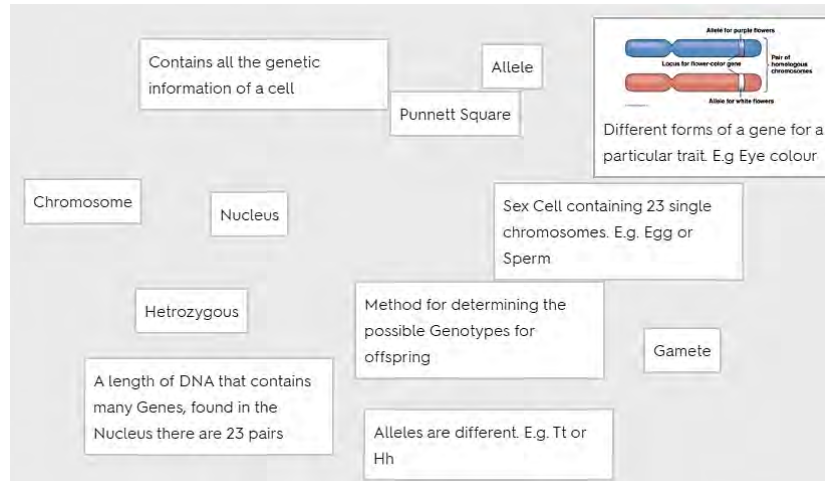 Contains all the genetic
information of a cell
Allele
Punnett Square
Allele for purple flowers
Locus for flower-color gene
Pair of
homologous
chromosomes
Allele for white flowers
Different forms of a gene for a
particular trait. E.g Eye colour
Chromosome
Nucleus
Sex Cell containing 23 single
chromosomes. E.g. Egg or
Sperm
Hetrozygous
Method for determining the
possible Genotypes for
offspring
Gamete
A length of DNA that contains
many Genes, found in the
Nucleus there are 23 pairs
Alleles are different. E.g. Tt or
Hh